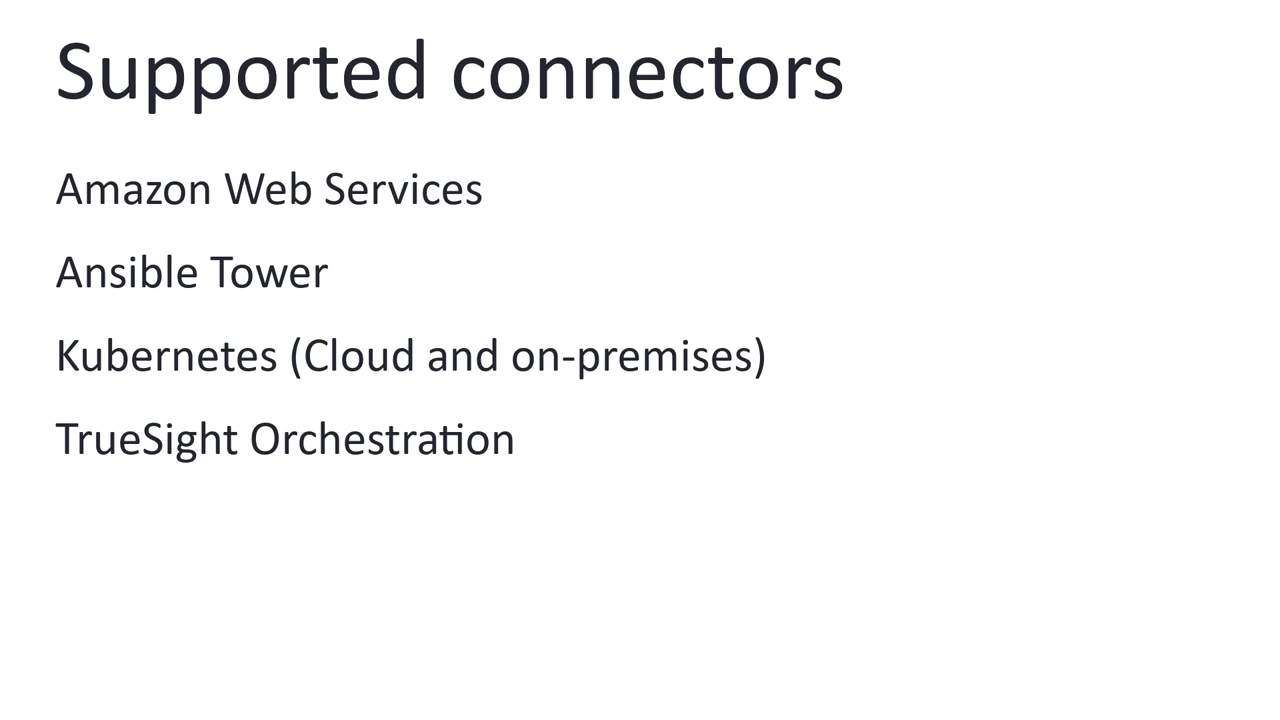 Supported connectors
Amazon Web Services
Ansible Tower
Kubernetes (Cloud and on-premises)
TrueSight Orchestration